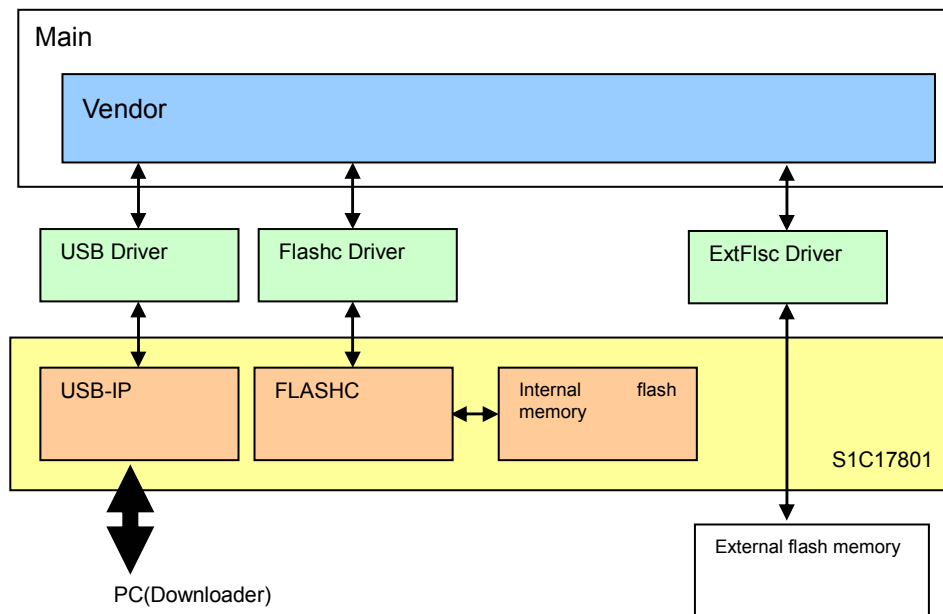 Main
Vendor
USB Driver
Flashc Driver
ExtFlsc Driver
USB-IP
FLASHC
Internal flash
memory
S1C17801
External flash memory
PC(Downloader)